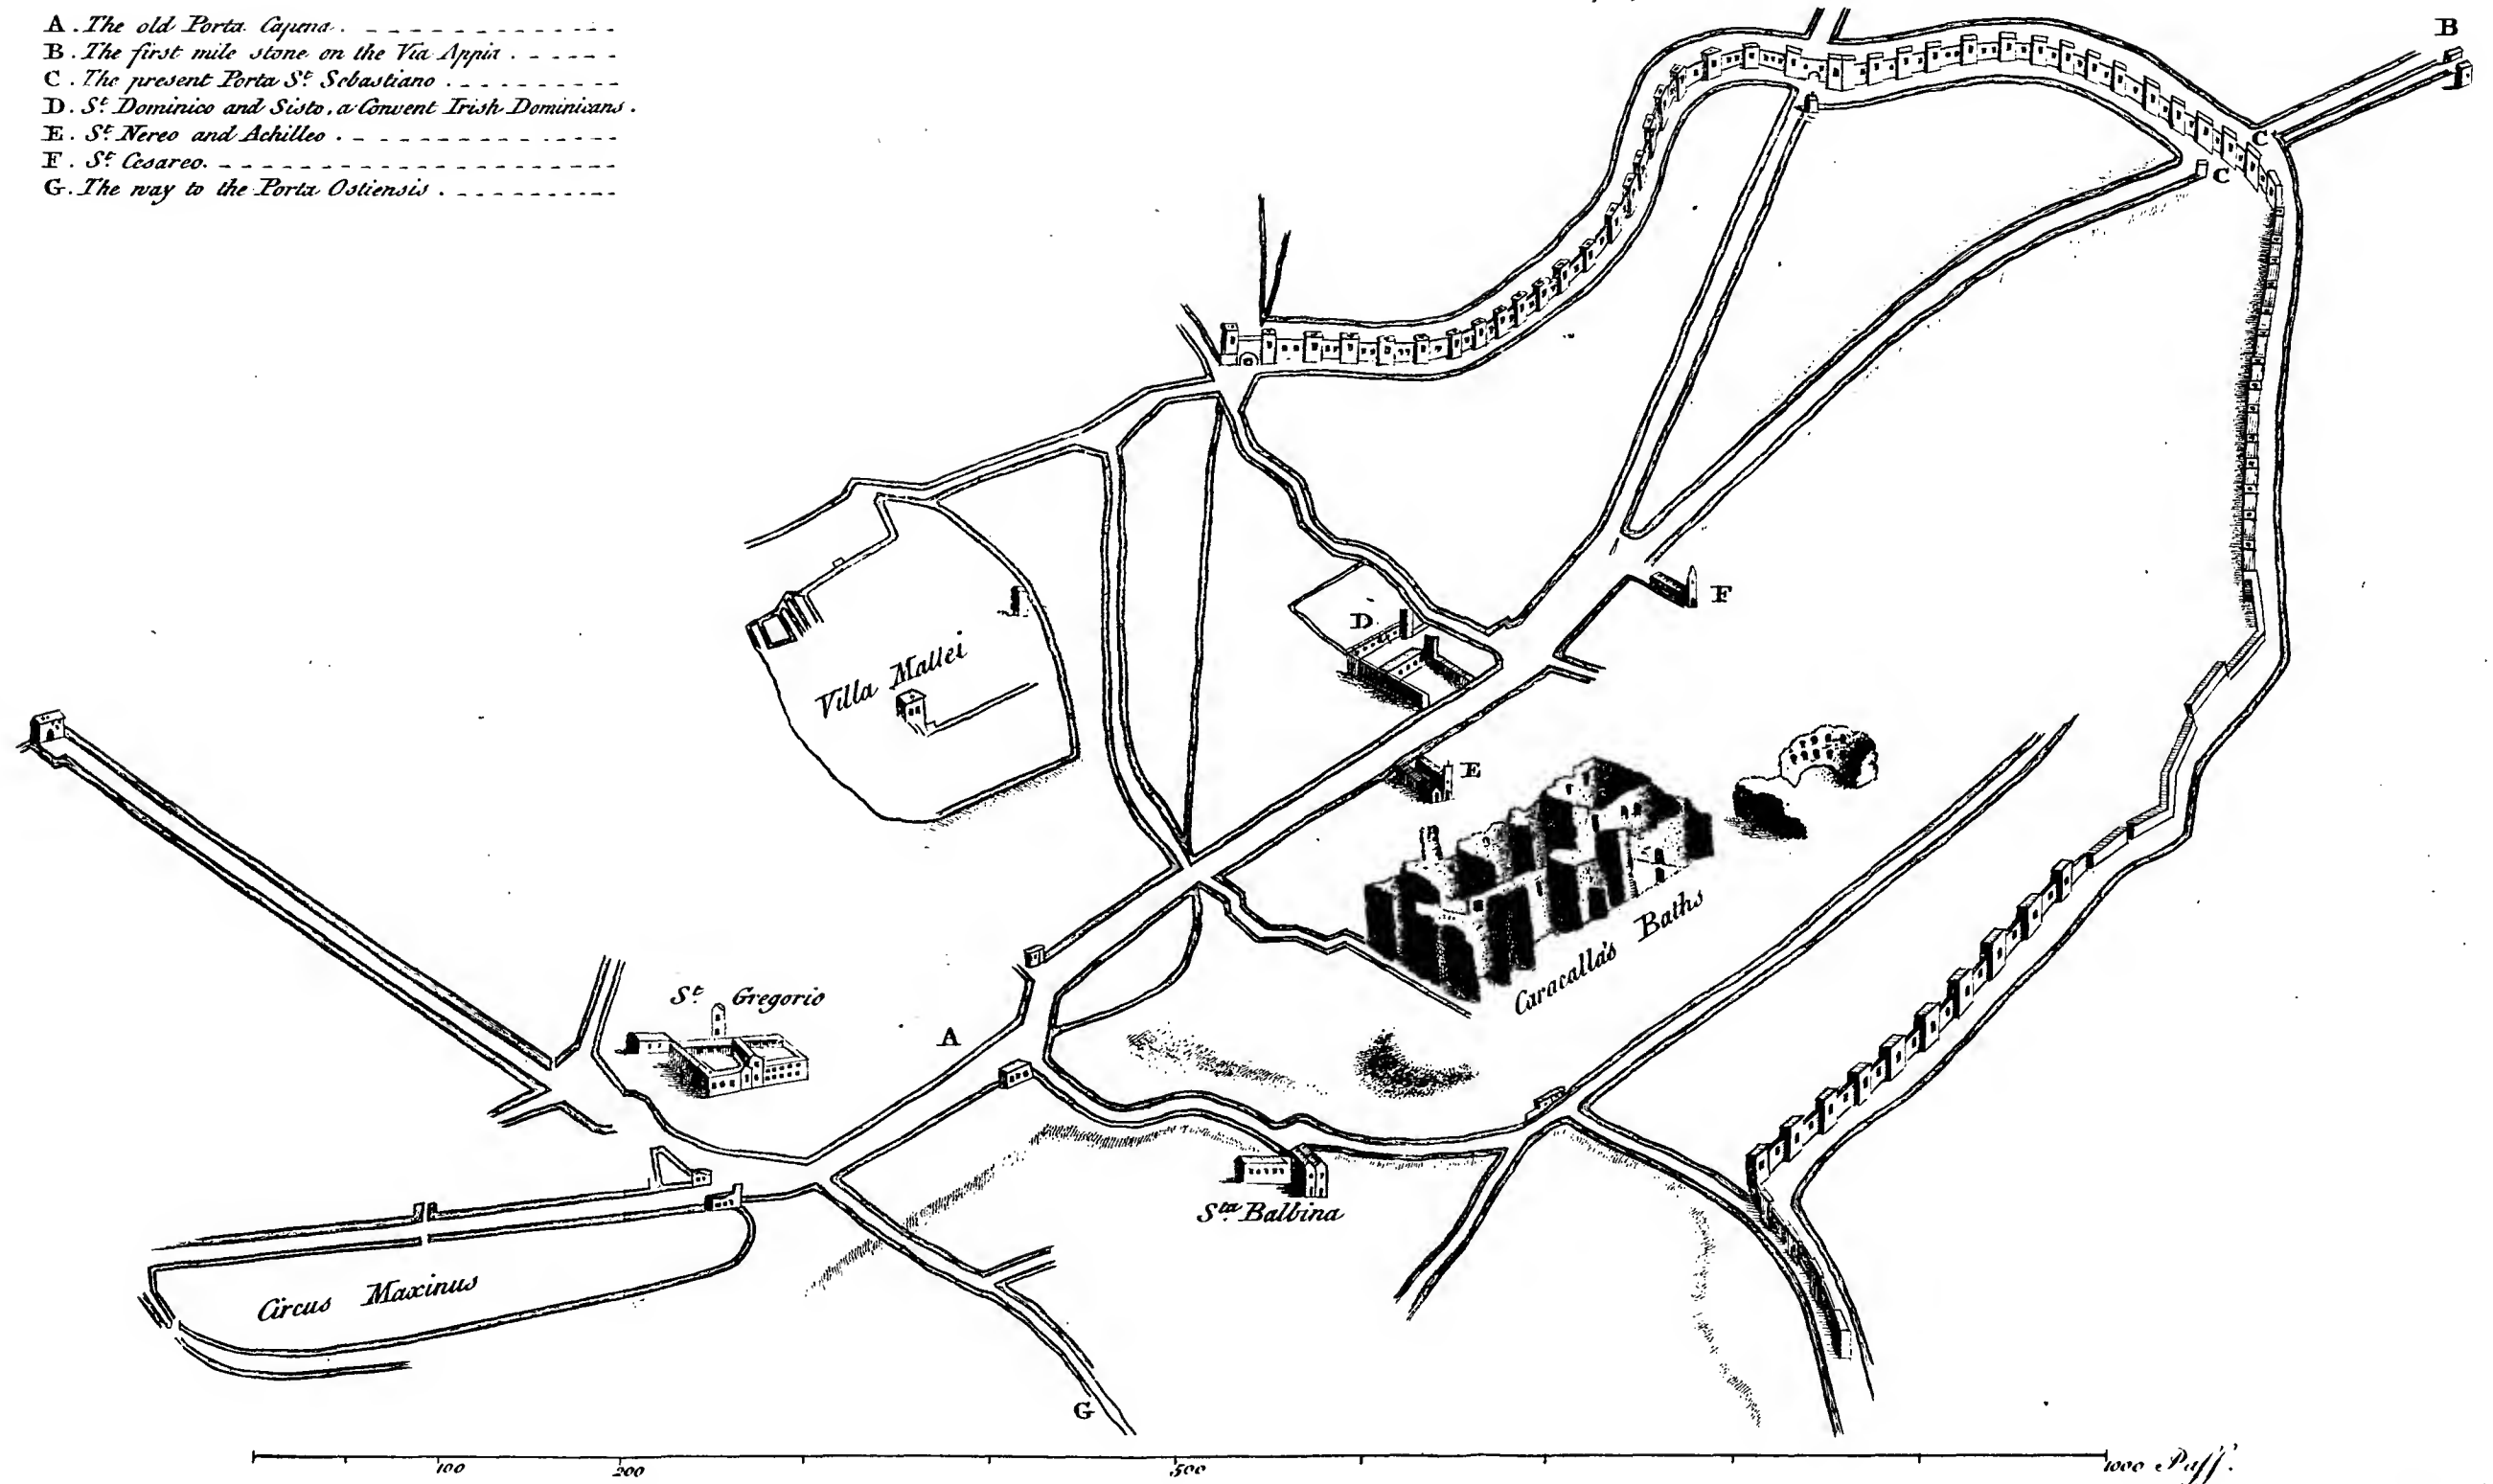 A. The old Porta Capena.
B. The first mile stone on the Via Appia.
C. The present Porta St. Sebastiano
D. St. Dominico and Sisto, a Convent Irish Dominicans.
E. St. Nereo and Achilleo.
F. St. Cesareo.
G. The way to the Porta Ostiensis.
B
C
C
F
D
Villa Mallei
E
Caracalla's Baths
St. Gregorio
A
Sta. Balbina
Circus Maxinus
G
100 200 500 1000 Pass.